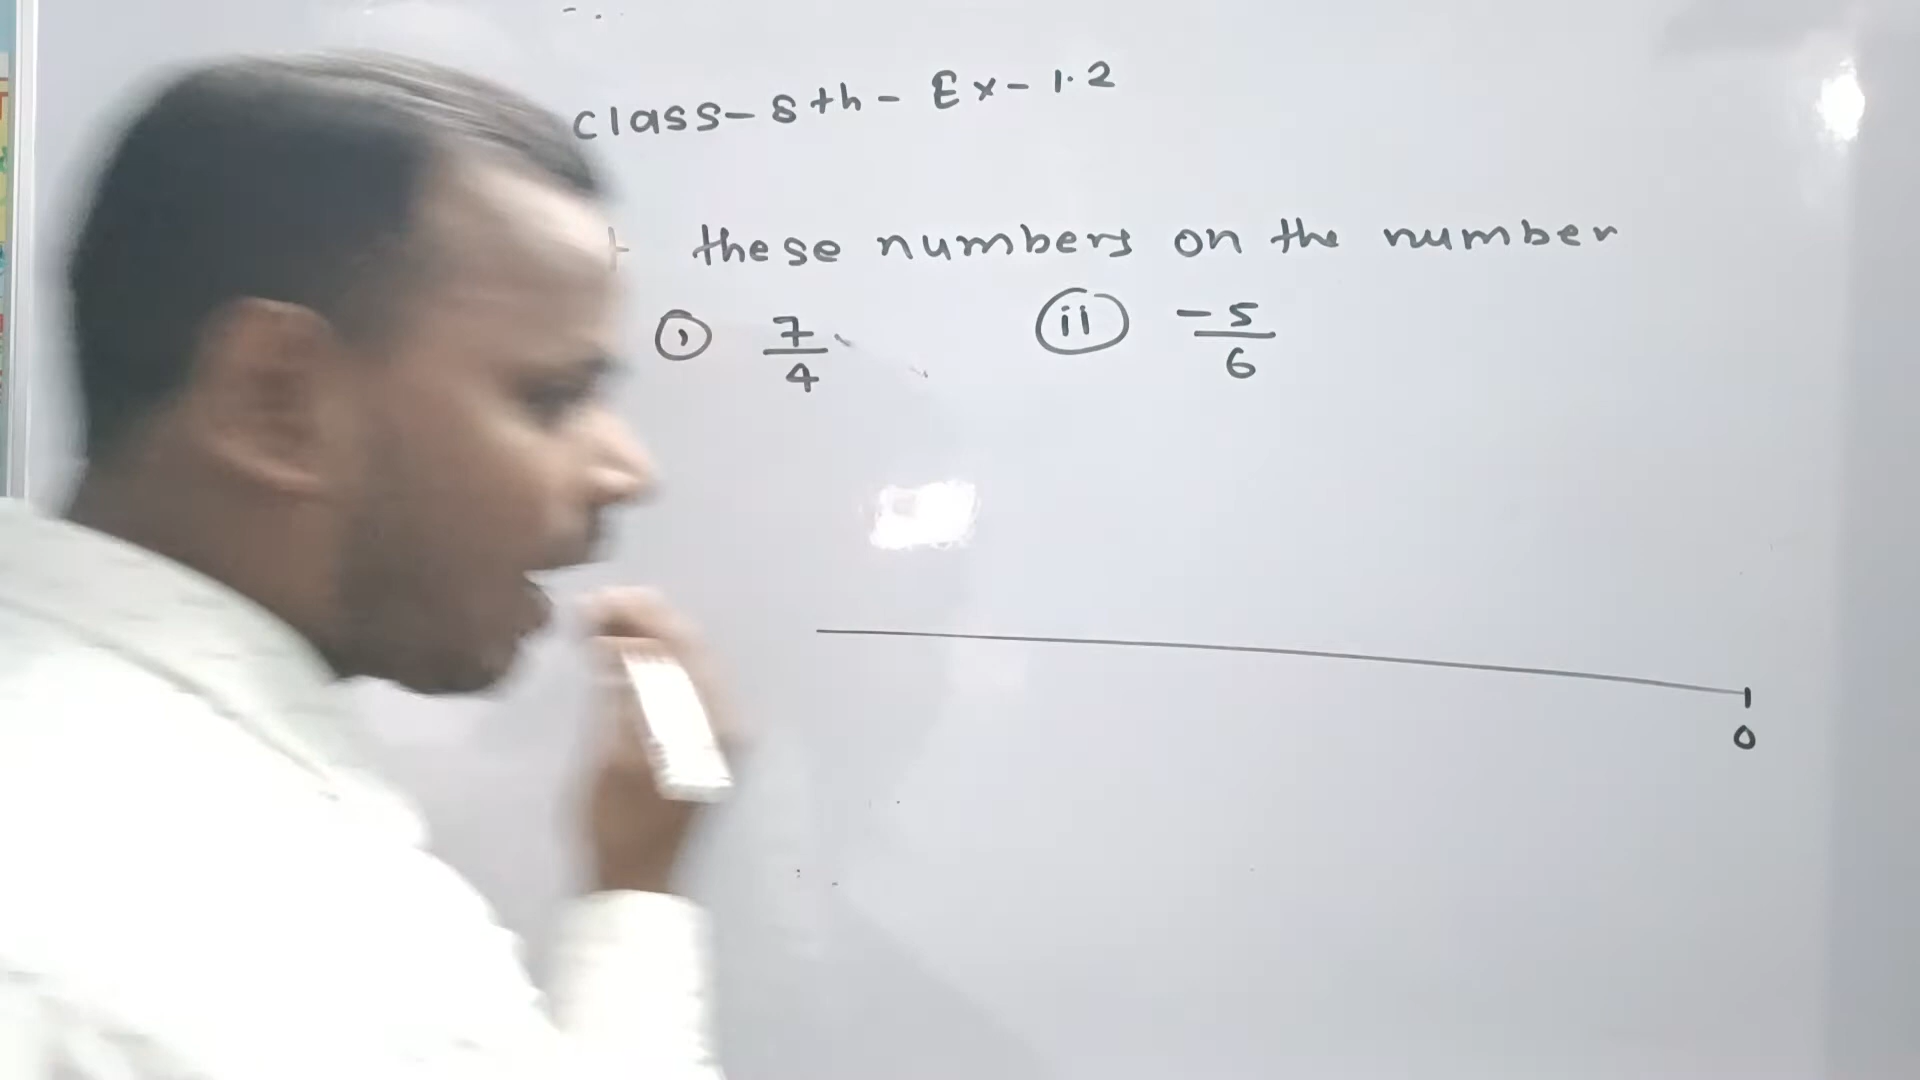 class-8th - Ex-1.2
these numbers on the number
(i) 7/4 (ii) -5/6
0